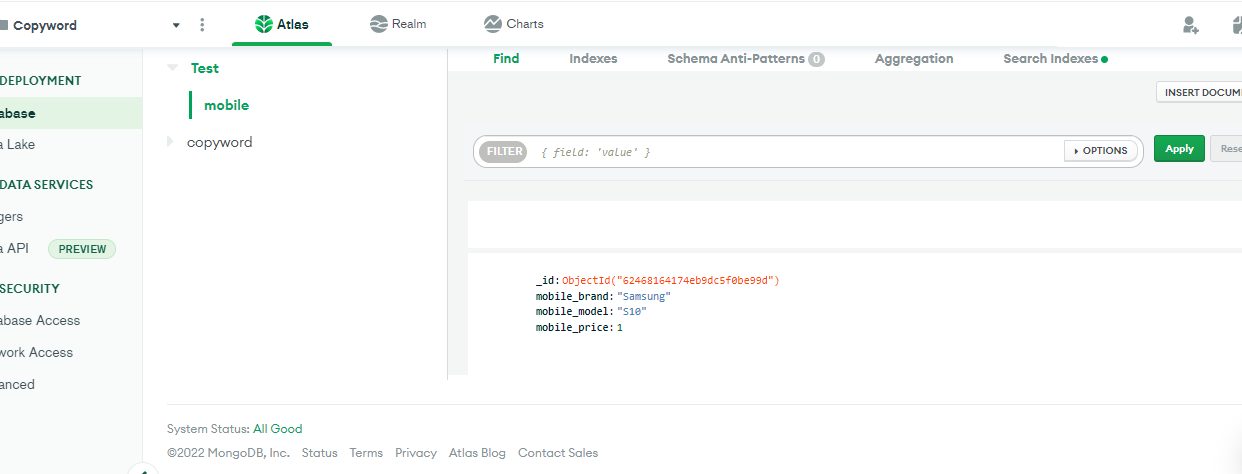 Copyword
Atlas
Realm
Charts
DEPLOYMENT
abase
a Lake
DATA SERVICES
gers
a API PREVIEW
SECURITY
abase Access
work Access
anced
Test
mobile
copyword
Find Indexes Schema Anti-Patterns 0 Aggregation Search Indexes
INSERT DOCUM
FILTER { field: 'value' } OPTIONS Apply Rese
_id: ObjectId("62468164174eb9dc5f0be99d")
mobile_brand: "Samsung"
mobile_model: "S10"
mobile_price: 1
System Status: All Good
©2022 MongoDB, Inc. Status Terms Privacy Atlas Blog Contact Sales